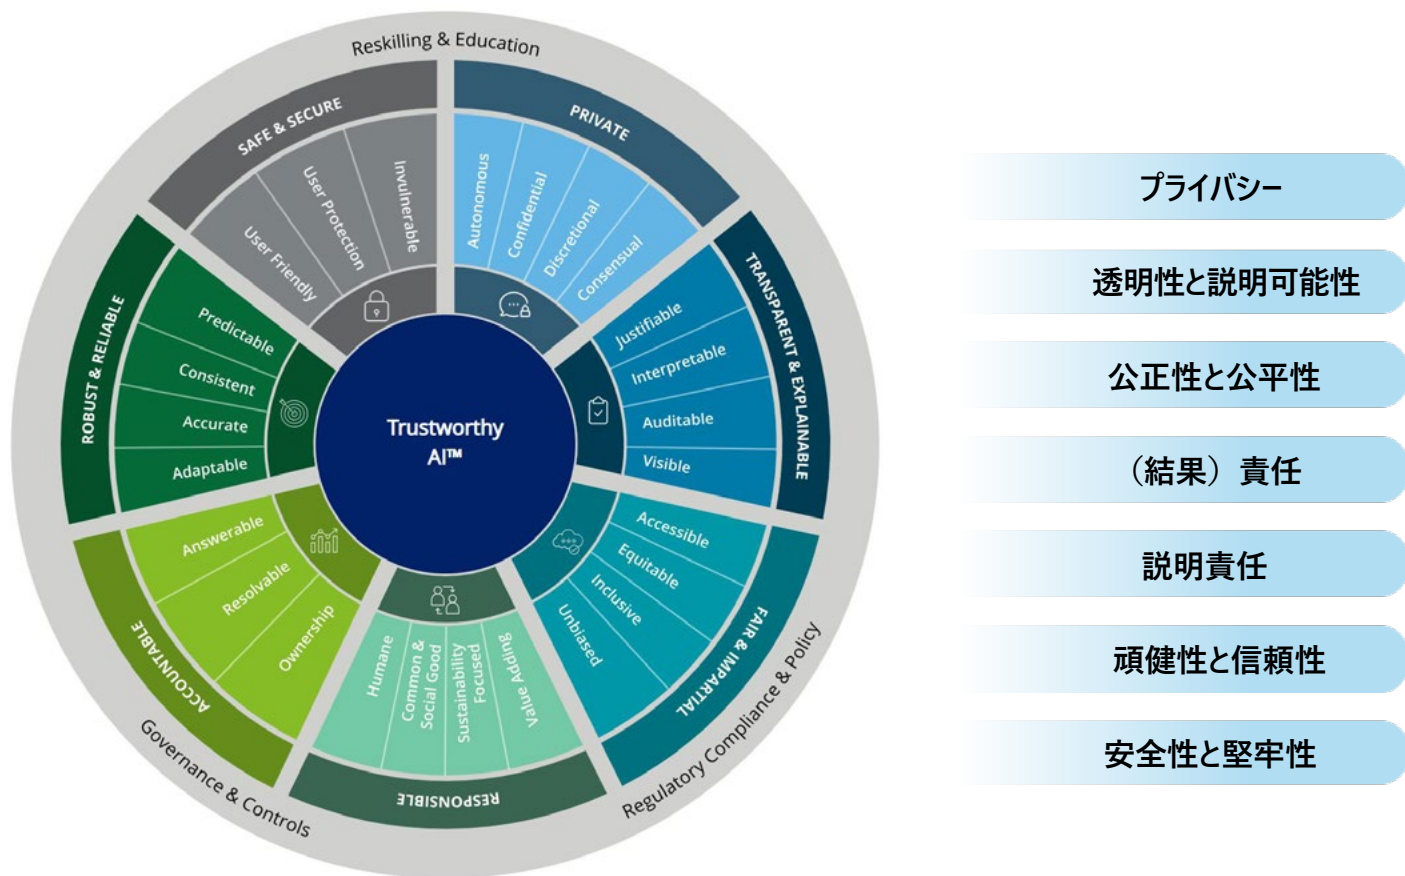 Reskilling & Education
SAFE & SECURE
User Friendly
User Protection
Invulnerable
PRIVATE
Autonomous
Confidential
Discretional
Consensual
TRANSPARENT & EXPLAINABLE
Justifiable
Interpretable
Auditable
Visible
FAIR & IMPARTIAL
Accessible
Equitable
Inclusive
Unbiased
Regulatory Compliance & Policy
RESPONSIBLE
Humane
Common &
Social Good
Sustainability
Focused
Value Adding
ACCOUNTABLE
Answerable
Resolvable
Ownership
Governance & Controls
ROBUST & RELIABLE
Predictable
Consistent
Accurate
Adaptable
Trustworthy
AI™
プライバシー
透明性と説明可能性
公正性と公平性
（結果）責任
説明責任
頑健性と信頼性
安全性と堅牢性